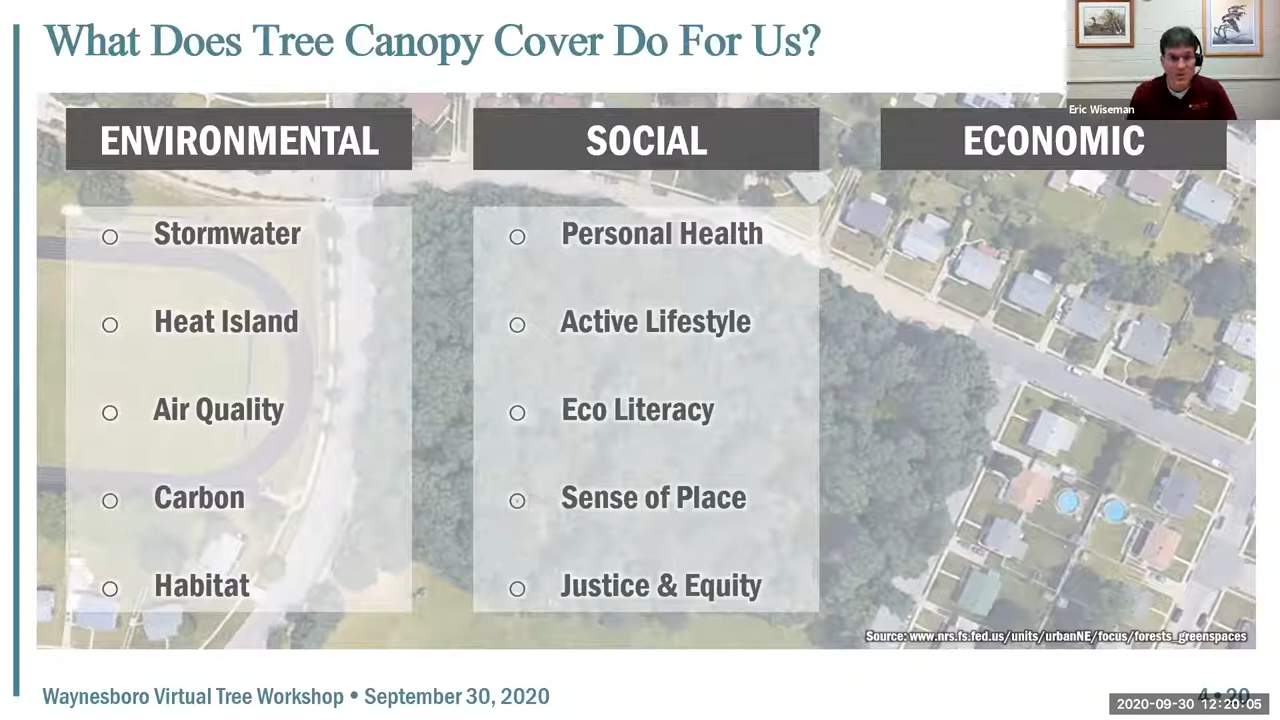 What Does Tree Canopy Cover Do For Us?
Eric Wiseman
ENVIRONMENTAL
Stormwater
Heat Island
Air Quality
Carbon
Habitat
SOCIAL
Personal Health
Active Lifestyle
Eco Literacy
Sense of Place
Justice & Equity
ECONOMIC
Source: www.nrs.fs.fed.us/units/urbanNE/focus/forests_greenspaces
Waynesboro Virtual Tree Workshop • September 30, 2020
4 • 20
2020-09-30 12:20:05